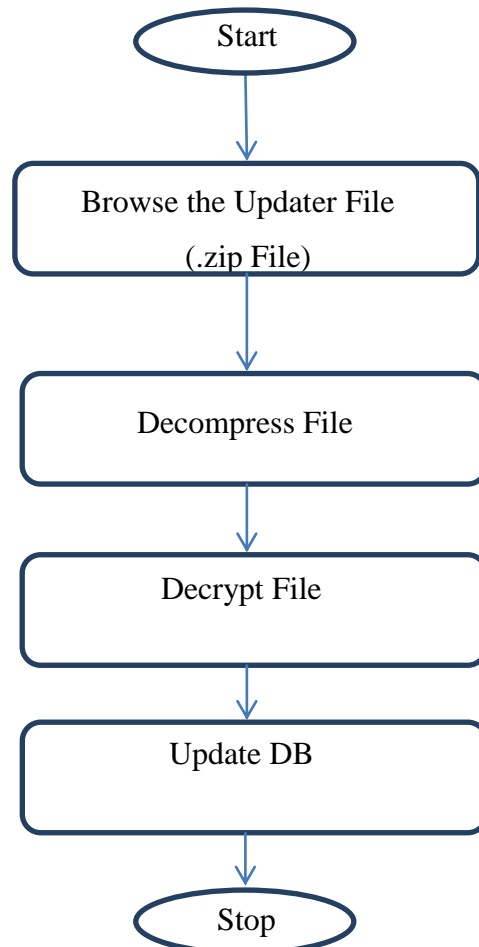 Start
Browse the Updater File
(.zip File)
Decompress File
Decrypt File
Update DB
Stop